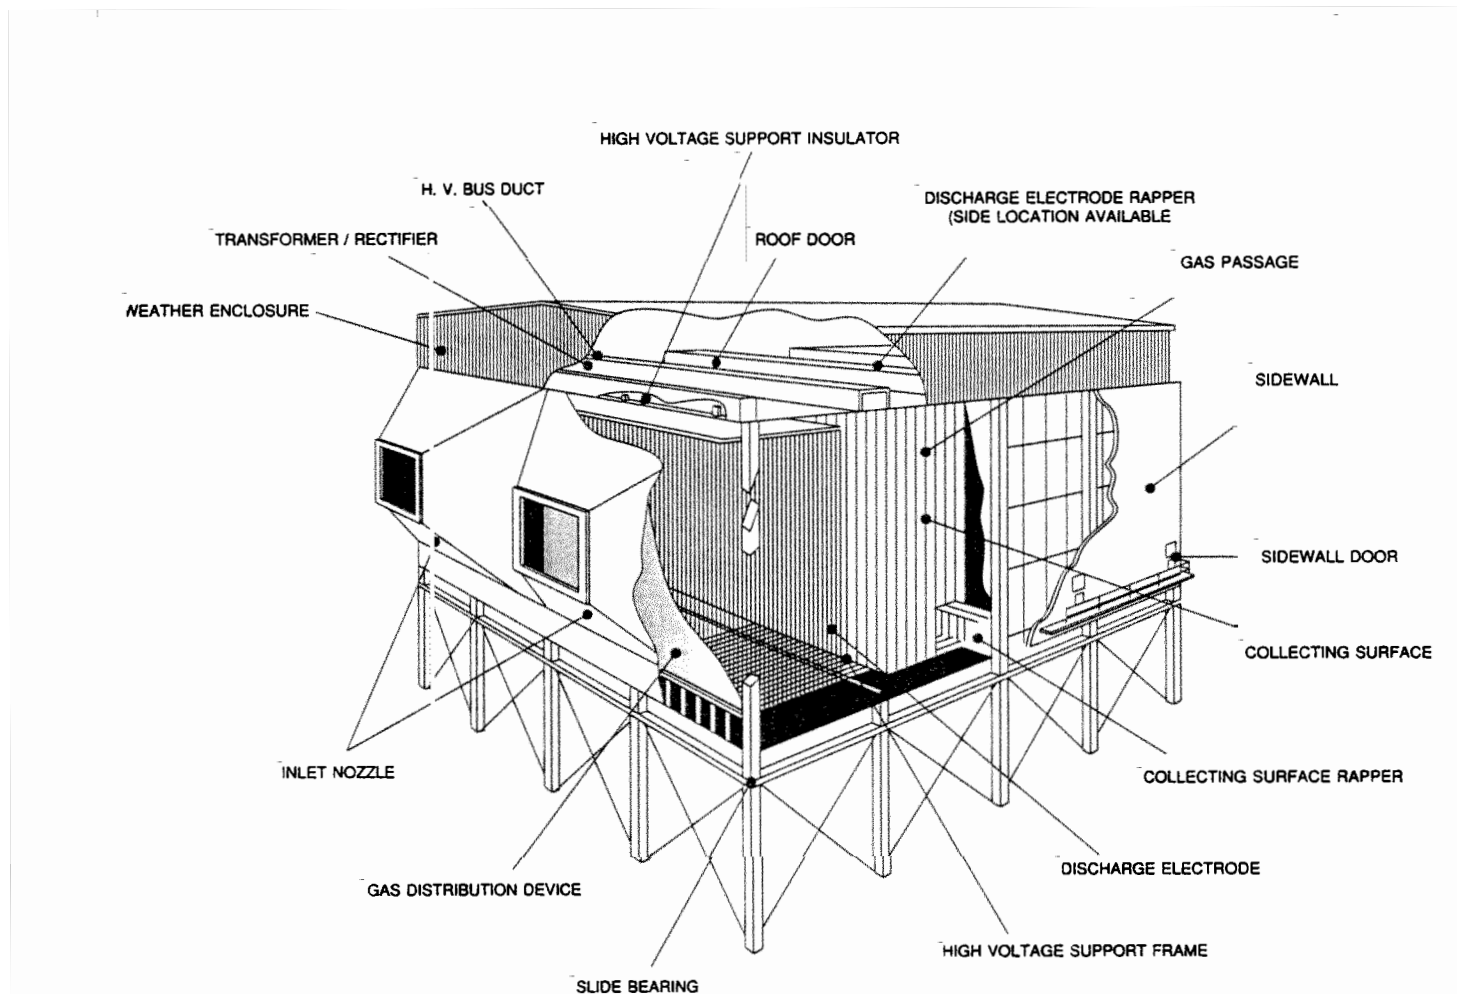 HIGH VOLTAGE SUPPORT INSULATOR
H. V. BUS DUCT
DISCHARGE ELECTRODE RAPPER
(SIDE LOCATION AVAILABLE
TRANSFORMER / RECTIFIER
ROOF DOOR
GAS PASSAGE
WEATHER ENCLOSURE
SIDEWALL
SIDEWALL DOOR
COLLECTING SURFACE
INLET NOZZLE
COLLECTING SURFACE RAPPER
DISCHARGE ELECTRODE
GAS DISTRIBUTION DEVICE
HIGH VOLTAGE SUPPORT FRAME
SLIDE BEARING